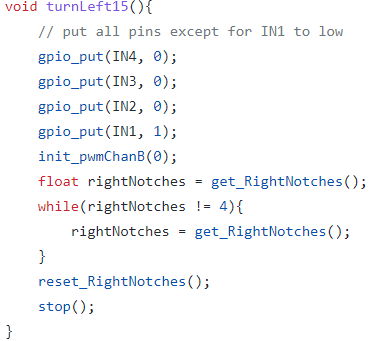 void turnLeft15(){
// put all pins except for IN1 to low
gpio_put(IN4, 0);
gpio_put(IN3, 0);
gpio_put(IN2, 0);
gpio_put(IN1, 1);
init_pwmChanB(0);
float rightNotches = get_RightNotches();
while(rightNotches != 4){
rightNotches = get_RightNotches();
}
reset_RightNotches();
stop();
}